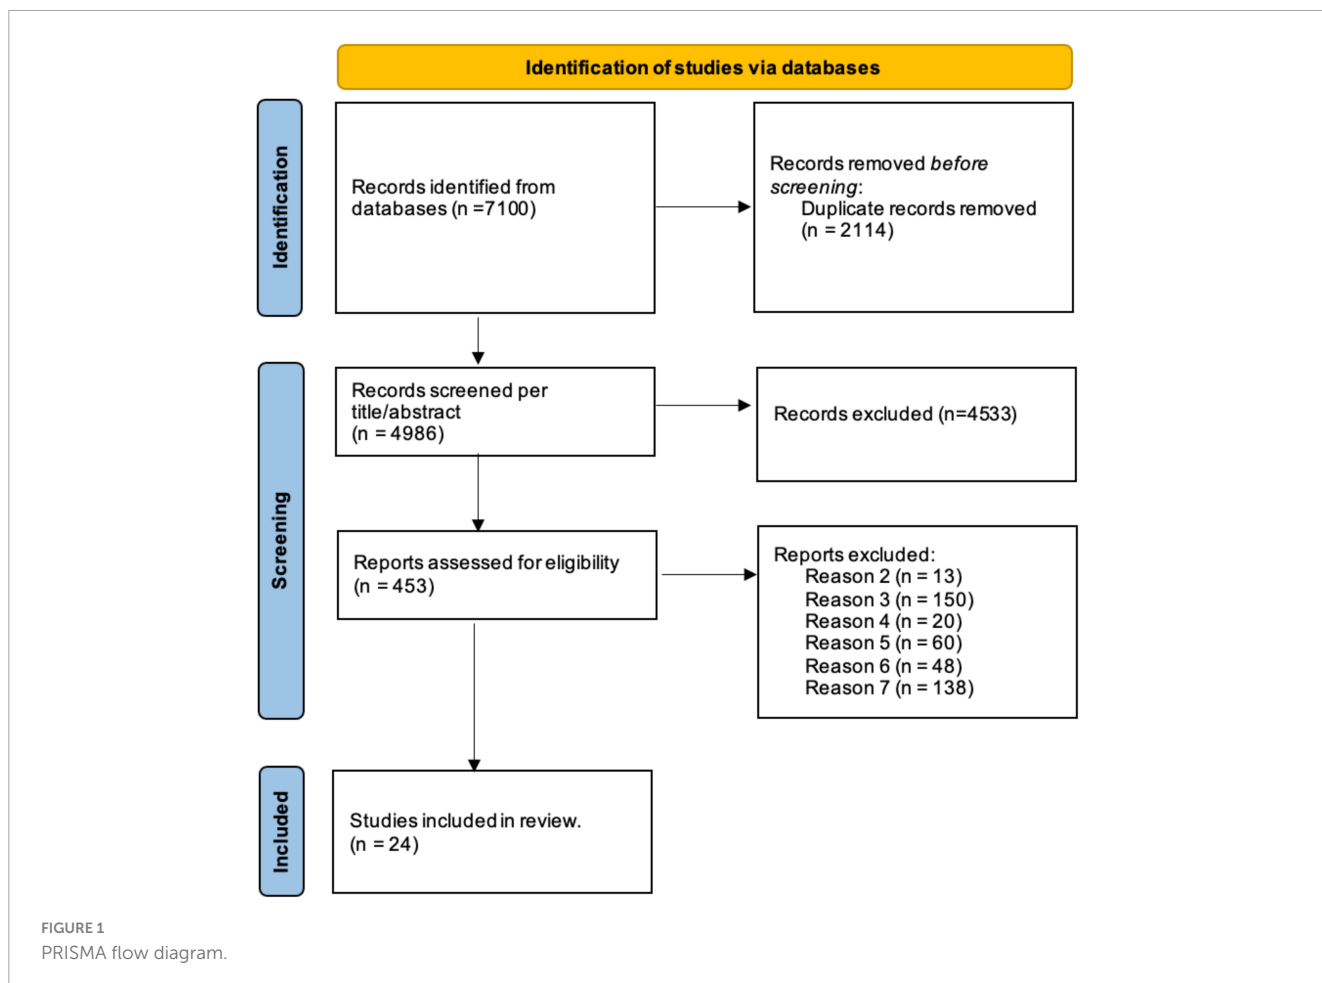 Identification of studies via databases
Identification
Records identified from
databases (n =7100)
Records removed before
screening:
Duplicate records removed
(n = 2114)
Screening
Records screened per
title/abstract
(n = 4986)
Records excluded (n=4533)
Reports assessed for eligibility
(n = 453)
Reports excluded:
Reason 2 (n = 13)
Reason 3 (n = 150)
Reason 4 (n = 20)
Reason 5 (n = 60)
Reason 6 (n = 48)
Reason 7 (n = 138)
Included
Studies included in review.
(n = 24)
FIGURE 1
PRISMA flow diagram.